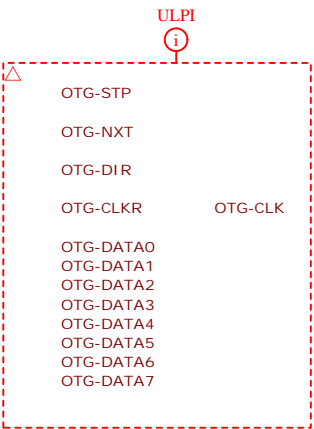 ULPI
i
OTG-STP
OTG-NXT
OTG-DIR
OTG-CLKR OTG-CLK
OTG-DATA0
OTG-DATA1
OTG-DATA2
OTG-DATA3
OTG-DATA4
OTG-DATA5
OTG-DATA6
OTG-DATA7